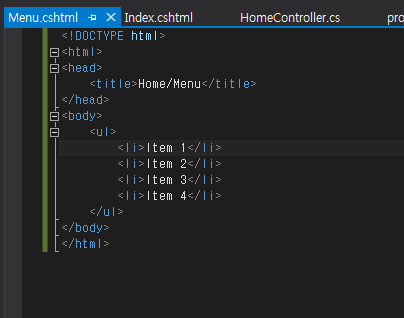 Menu.cshtml Index.cshtml HomeController.cs pro
<!DOCTYPE html>
<html>
<head>
<title>Home/Menu</title>
</head>
<body>
<ul>
<li>Item 1</li>
<li>Item 2</li>
<li>Item 3</li>
<li>Item 4</li>
</ul>
</body>
</html>